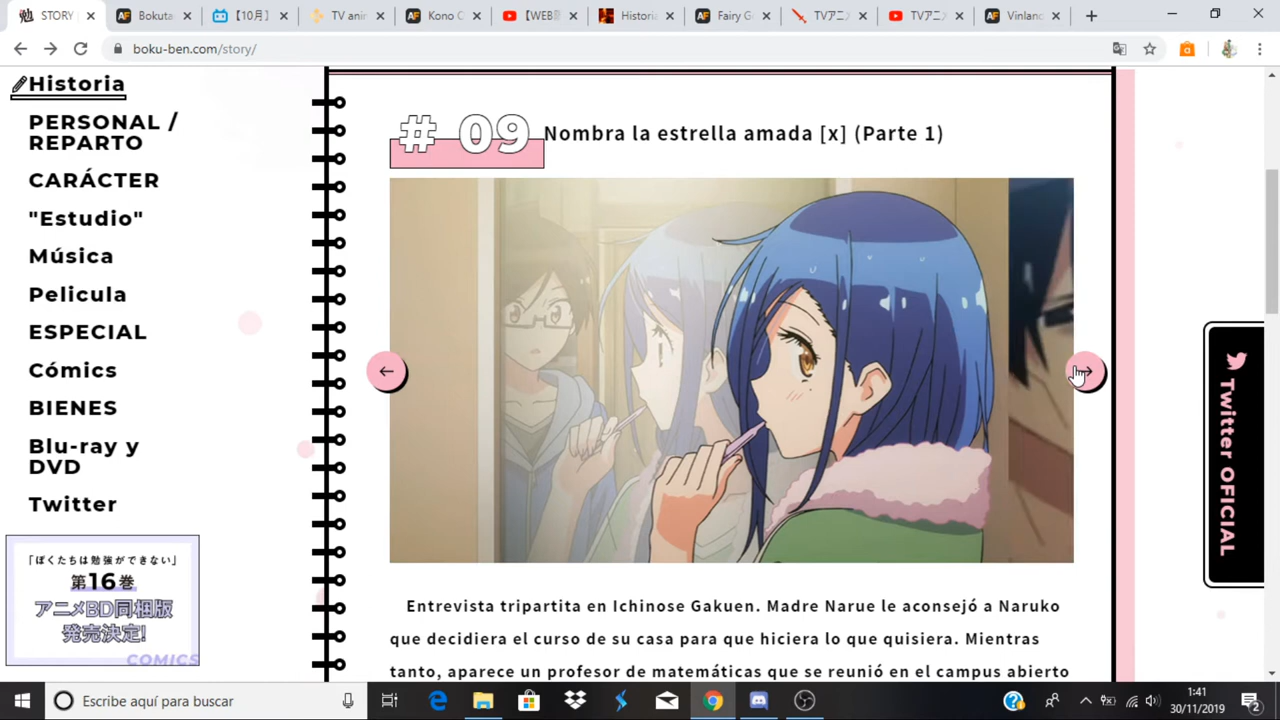 STORY
Bokuta
【10月】
TV anin
Kono C
【WEB
Historia
Fairy G
TVアニメ
TVアニ
Vinlanc
boku-ben.com/story/
Historia
PERSONAL /
REPARTO
CARÁCTER
"Estudio"
Música
Pelicula
ESPECIAL
Cómics
BIENES
Blu-ray y
DVD
Twitter
「ぼくたちは勉強ができない」
第16巻
アニメBD同梱版
発売決定!
COMICS
# 09 Nombra la estrella amada [x] (Parte 1)
Entrevista tripartita en Ichinose Gakuen. Madre Narue le aconsejó a Naruko
que decidiera el curso de su casa para que hiciera lo que quisiera. Mientras
tanto, aparece un profesor de matemáticas que se reunió en el campus abierto
Twitter OFICIAL
Escribe aquí para buscar
1:41
30/11/2019
2